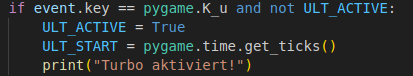 if event.key == pygame.K_u and not ULT_ACTIVE:
    ULT_ACTIVE = True
    ULT_START = pygame.time.get_ticks()
    print("Turbo aktiviert!")